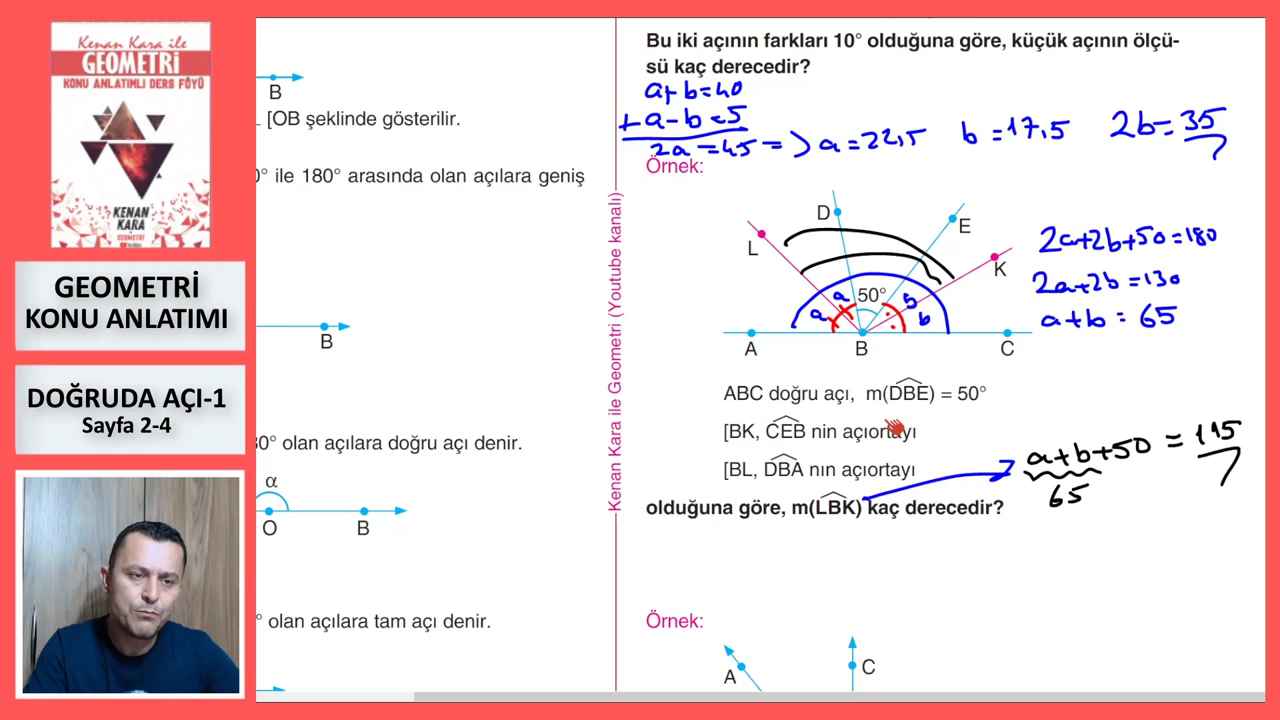 Kenan Kara ile
GEOMETRİ
KONU ANLATIMLI DERS FÖYÜ
KENAN
KARA
GEOMETRİ
GEOMETRİ
KONU ANLATIMI
DOĞRUDA AÇI-1
Sayfa 2-4
B
[OB şeklinde gösterilir.
0° ile 180° arasında olan açılara geniş
B
80° olan açılara doğru açı denir.
α
O B
° olan açılara tam açı denir.
Kenan Kara ile Geometri (Youtube kanalı)
Bu iki açının farkları 10° olduğuna göre, küçük açının ölçü-
sü kaç derecedir?
a+b=40
+ a-b=5
2a=45 => a=22,5 b=17,5 2b=35
Örnek:
D
E
L
K
a 50° b
a b
A B C
2a+2b+50=180
2a+2b=130
a+b=65
ABC doğru açı, m(DBE) = 50°
[BK, CEB nin açıortayı
[BL, DBA nın açıortayı
olduğuna göre, m(LBK) kaç derecedir?
a+b+50=115
65
Örnek:
A
C